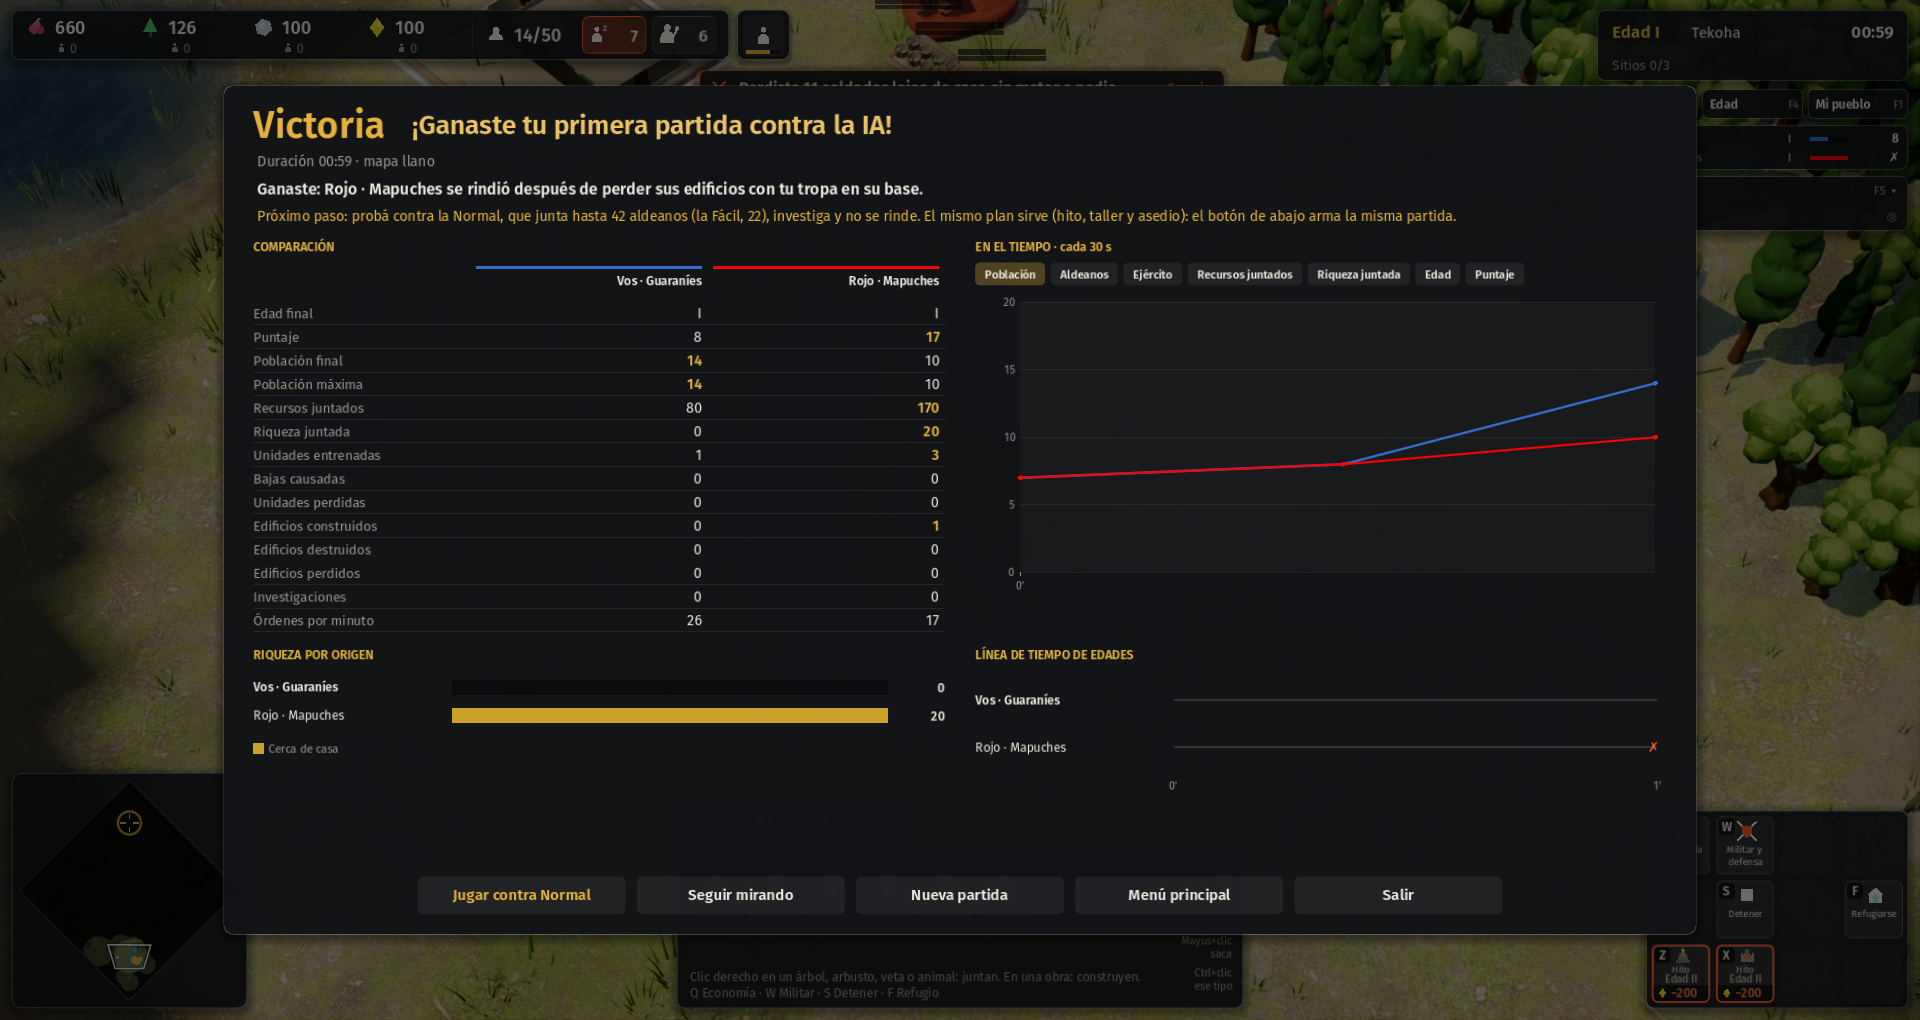 660 126 100 100 14/50 7 6
0 0 0 0
Edad I Tekoha 00:59
Sitios 0/3
Edad F4 Mi pueblo F1
I 8
s I ✗
F5
Victoria ¡Ganaste tu primera partida contra la IA!
Duración 00:59 · mapa llano
Ganaste: Rojo · Mapuches se rindió después de perder sus edificios con tu tropa en su base.
Próximo paso: probá contra la Normal, que junta hasta 42 aldeanos (la Fácil, 22), investiga y no se rinde. El mismo plan sirve (hito, taller y asedio): el botón de abajo arma la misma partida.
COMPARACIÓN
Vos · Guaraníes Rojo · Mapuches
Edad final I I
Puntaje 8 17
Población final 14 10
Población máxima 14 10
Recursos juntados 80 170
Riqueza juntada 0 20
Unidades entrenadas 1 3
Bajas causadas 0 0
Unidades perdidas 0 0
Edificios construidos 0 1
Edificios destruidos 0 0
Edificios perdidos 0 0
Investigaciones 0 0
Órdenes por minuto 26 17
EN EL TIEMPO · cada 30 s
Población Aldeanos Ejército Recursos juntados Riqueza juntada Edad Puntaje
20
15
10
5
0
0'
RIQUEZA POR ORIGEN
Vos · Guaraníes 0
Rojo · Mapuches 20
Cerca de casa
LÍNEA DE TIEMPO DE EDADES
Vos · Guaraníes
Rojo · Mapuches ✗
0' 1'
Jugar contra Normal Seguir mirando Nueva partida Menú principal Salir
Mayús+clic
saca
Clic derecho en un árbol, arbusto, veta o animal: juntan. En una obra: construyen.
Q Economía · W Militar · S Detener · F Refugio
Ctrl+clic
ese tipo
W
Militar y
defensa
S
Detener
F
Refugiarse
Z
Hito
Edad II
-200
X
Hito
Edad II
-200